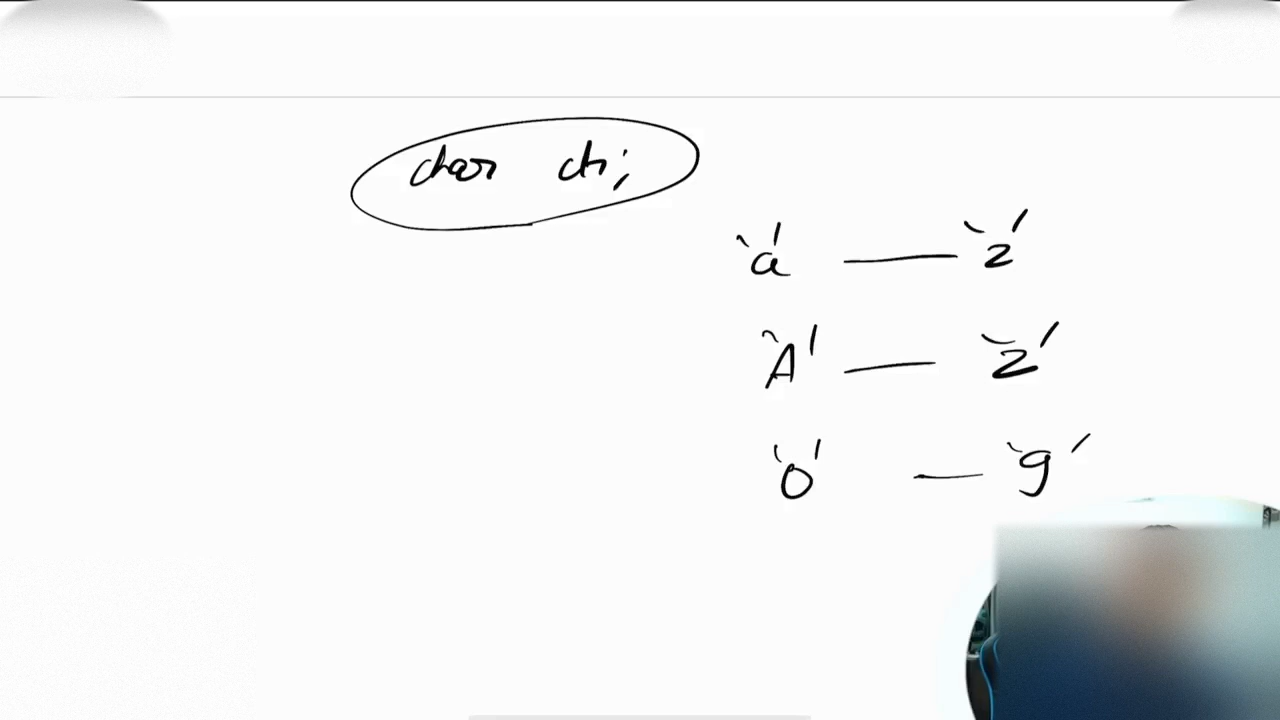 char ch;
'a' — 'z'
'A' — 'Z'
'0' — '9'